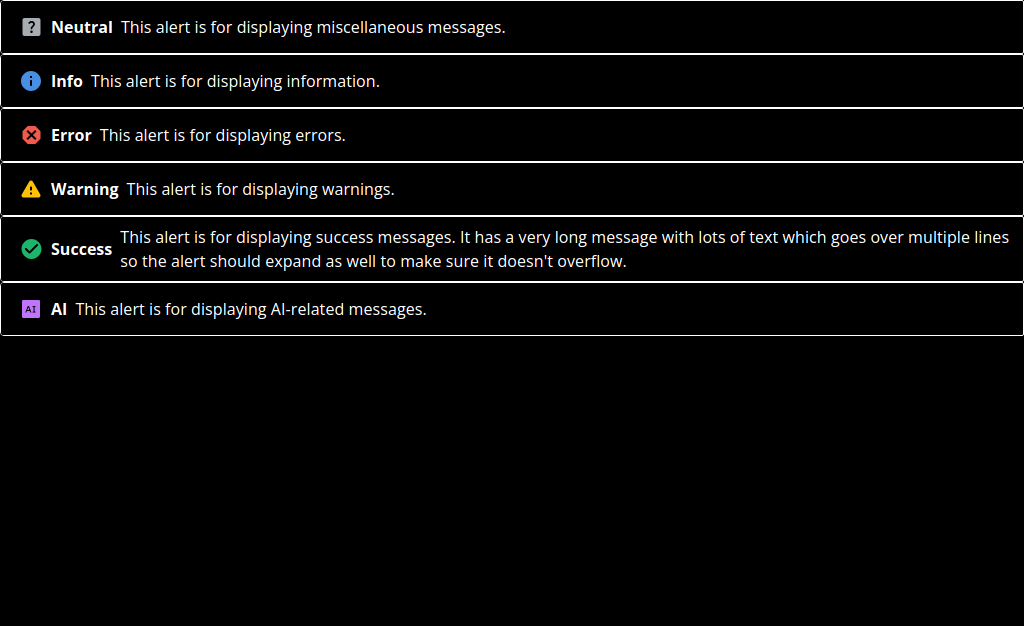 ? Neutral This alert is for displaying miscellaneous messages.
i Info This alert is for displaying information.
Error This alert is for displaying errors.
! Warning This alert is for displaying warnings.
Success This alert is for displaying success messages. It has a very long message with lots of text which goes over multiple lines
so the alert should expand as well to make sure it doesn't overflow.
AI AI This alert is for displaying AI-related messages.